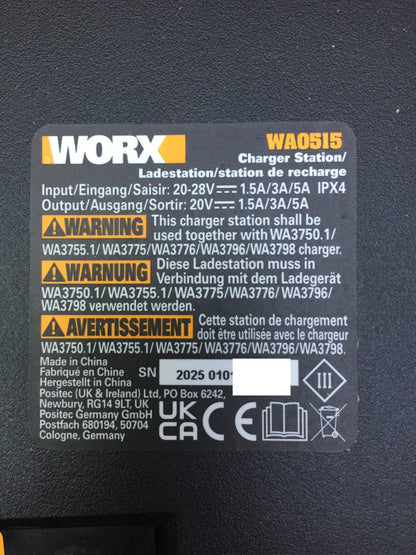 WORX
WA0515
Charger Station/
Ladestation/station de recharge
Input/Eingang/Saisir: 20-28V⎓ 1.5A/3A/5A IPX4
Output/Ausgang/Sortir: 20V⎓ 1.5A/3A/5A
WARNING This charger station shall be
used together with WA3750.1/
WA3755.1/ WA3775/WA3776/WA3796/WA3798 charger.
WARNUNG Diese Ladestation muss in
Verbindung mit dem Ladegerät
WA3750.1/ WA3755.1/ WA3775/WA3776/ WA3796/
WA3798 verwendet werden.
AVERTISSEMENT Cette station de chargement
doit être utilisée avec le chargeur
WA3750.1/ WA3755.1/ WA3775/WA3776/ WA3796/ WA3798.
Made in China
Fabriqué en Chine
Hergestellt in China
SN 2025 0101
Positec (UK & Ireland) Ltd, PO Box 6242,
Newbury, RG14 9LT, UK
Positec Germany GmbH
Postfach 680194, 50704
Cologne, Germany
UK
CA
CE
III